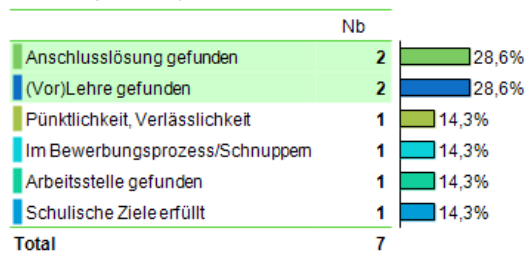 Nb
Anschlusslösung gefunden 2 28,6%
(Vor)Lehre gefunden 2 28,6%
Pünktlichkeit, Verlässlichkeit 1 14,3%
Im Bewerbungsprozess/Schnuppern 1 14,3%
Arbeitsstelle gefunden 1 14,3%
Schulische Ziele erfüllt 1 14,3%
Total 7